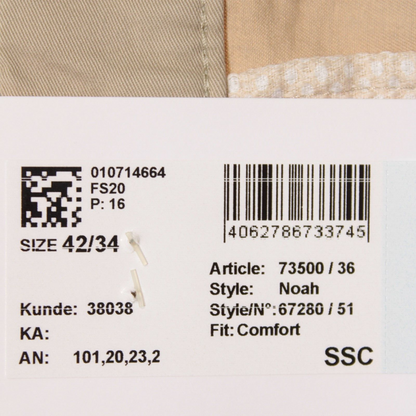 010714664
FS20
P: 16
SIZE 42/34
4062786733745
Article: 73500 / 36
Style: Noah
Style/N°: 67280 / 51
Fit: Comfort
Kunde: 38038
KA:
AN: 101,20,23,2
SSC